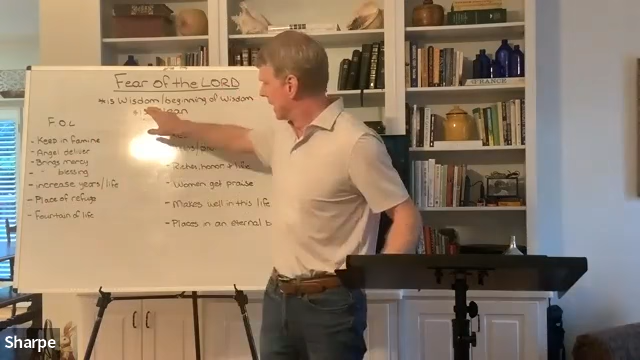 Fear of the LORD
*is Wisdom/beginning of Wisdom
* is clean
F.O.L
- Keep in famine
- Angel deliver
- Brings mercy
- " blessing
- increase years/life
- Place of refuge
- Fountain of life
- Riches, honor + life
- Women get praise
- Makes well in this life
- Places in an eternal b
FRANCE
Sharpe